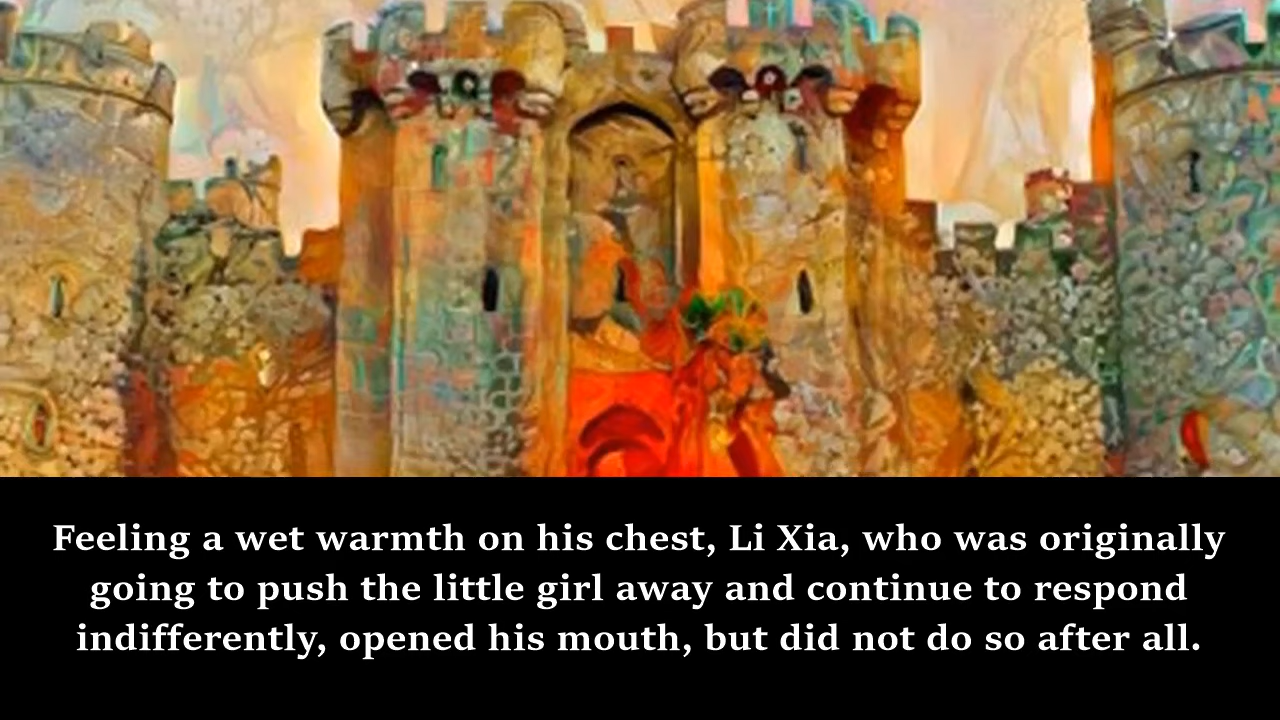 Feeling a wet warmth on his chest, Li Xia, who was originally
going to push the little girl away and continue to respond
indifferently, opened his mouth, but did not do so after all.